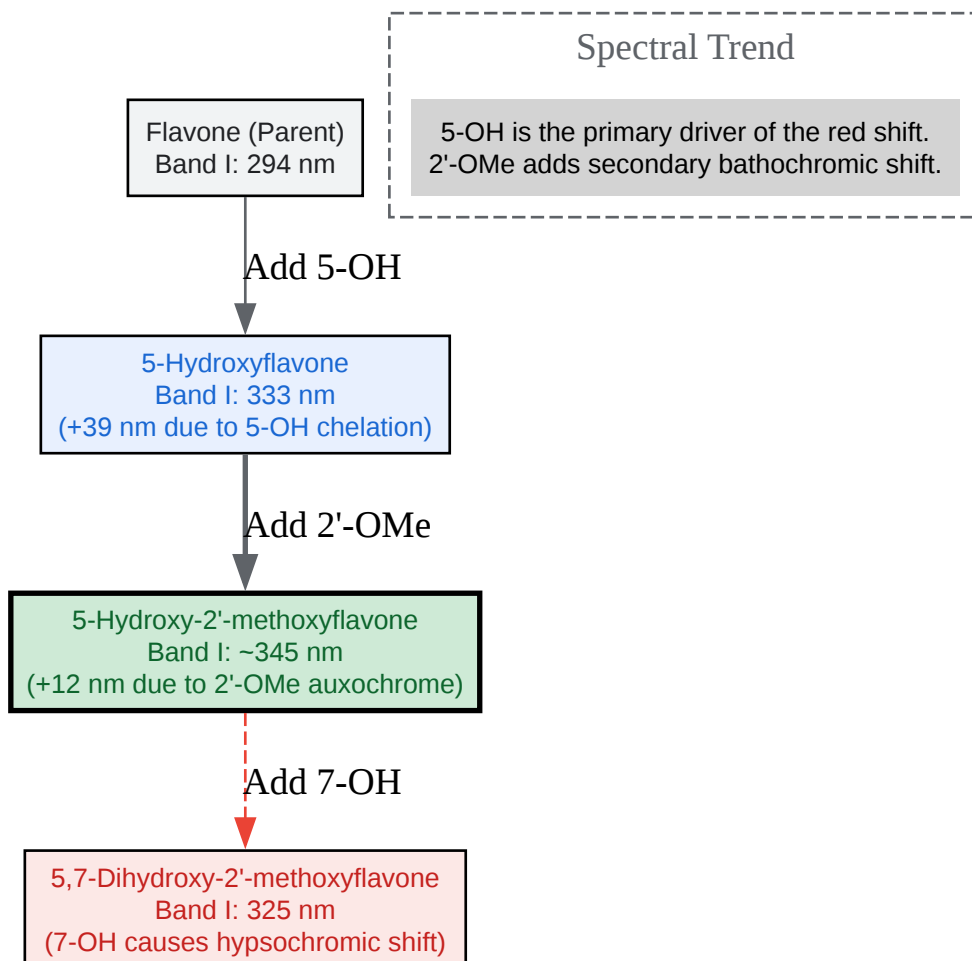 Spectral Trend
5-OH is the primary driver of the red shift.
2'-OMe adds secondary bathochromic shift.
Flavone (Parent)
Band I: 294 nm
Add 5-OH
5-Hydroxyflavone
Band I: 333 nm
(+39 nm due to 5-OH chelation)
Add 2'-OMe
5-Hydroxy-2'-methoxyflavone
Band I: ~345 nm
(+12 nm due to 2'-OMe auxochrome)
Add 7-OH
5,7-Dihydroxy-2'-methoxyflavone
Band I: 325 nm
(7-OH causes hypsochromic shift)